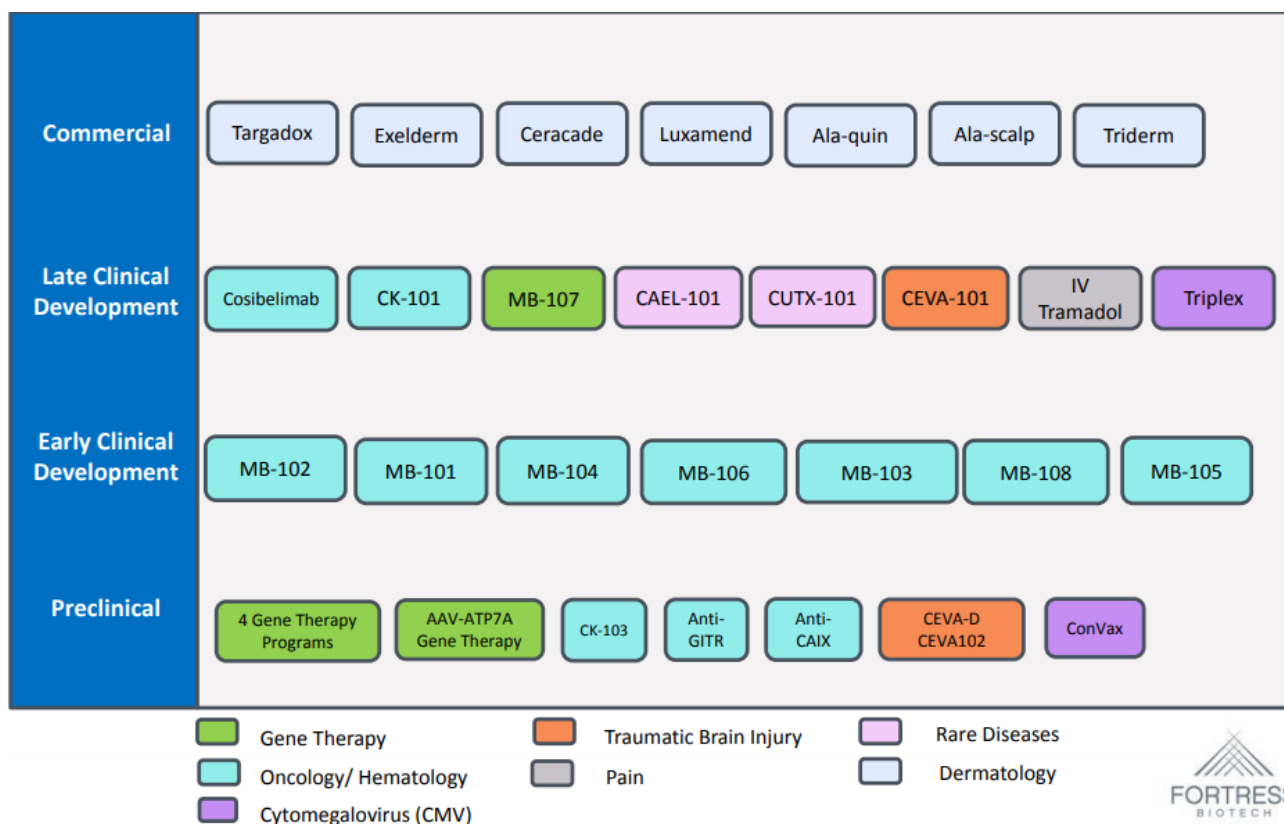 Commercial
Targadox
Exelderm
Ceracade
Luxamend
Ala-quin
Ala-scalp
Triderm
Late Clinical
Development
Cosibelimab
CK-101
MB-107
CAEL-101
CUTX-101
CEVA-101
IV
Tramadol
Triplex
Early Clinical
Development
MB-102
MB-101
MB-104
MB-106
MB-103
MB-108
MB-105
Preclinical
4 Gene Therapy
Programs
AAV-ATP7A
Gene Therapy
CK-103
Anti-
GITR
Anti-
CAIX
CEVA-D
CEVA102
ConVax
Gene Therapy
Traumatic Brain Injury
Rare Diseases
Oncology/ Hematology
Pain
Dermatology
Cytomegalovirus (CMV)
FORTRESS
BIOTECH